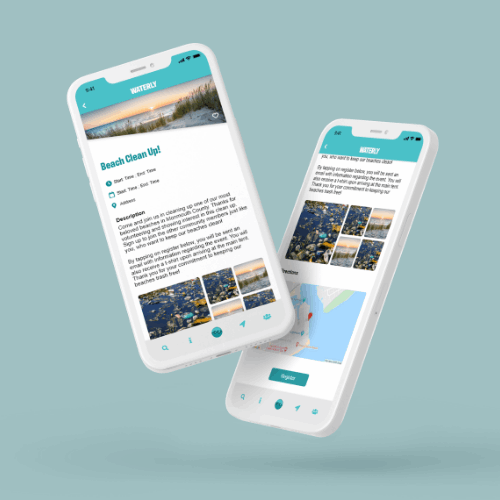 9:41
WATERLY
Beach Clean Up!
Start Time - End Time
Start Time - End Time
Address
Description
Come and join us in cleaning up one of our most
beloved beaches in Monmouth County. Thanks for
volunteering and showing interest in this clean up.
Sign up to join the other community members just like
you, who want to keep our beaches clean!
By tapping on register below, you will be sent an
email with information regarding the event. You will
also receive a t-shirt upon arriving at the main tent.
Thank you for your commitment to keeping our
beaches trash free!
9:41
WATERLY
you, who want to keep our beaches clean!
By tapping on register below, you will be sent an
email with information regarding the event. You will
also receive a t-shirt upon arriving at the main tent.
Thank you for your commitment to keeping our
beaches trash free!
Directions
Register